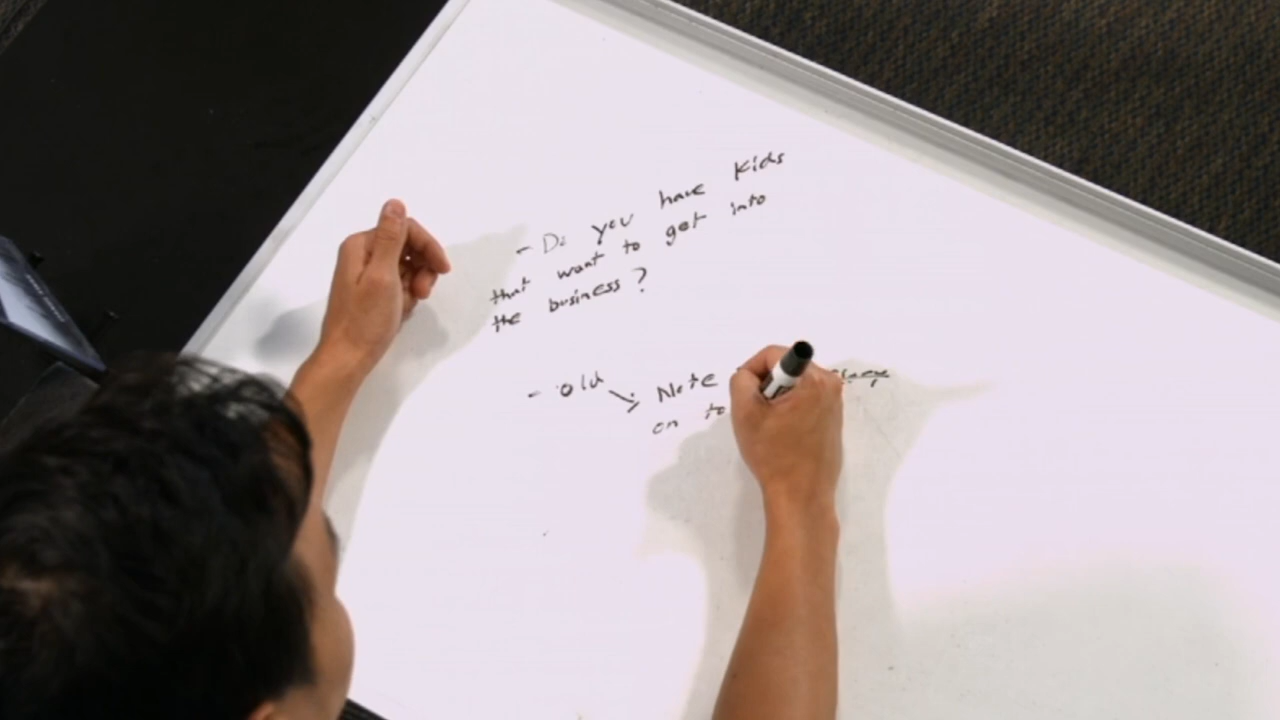 - Do you have kids
that want to get into
the business?
- old → Note
on to